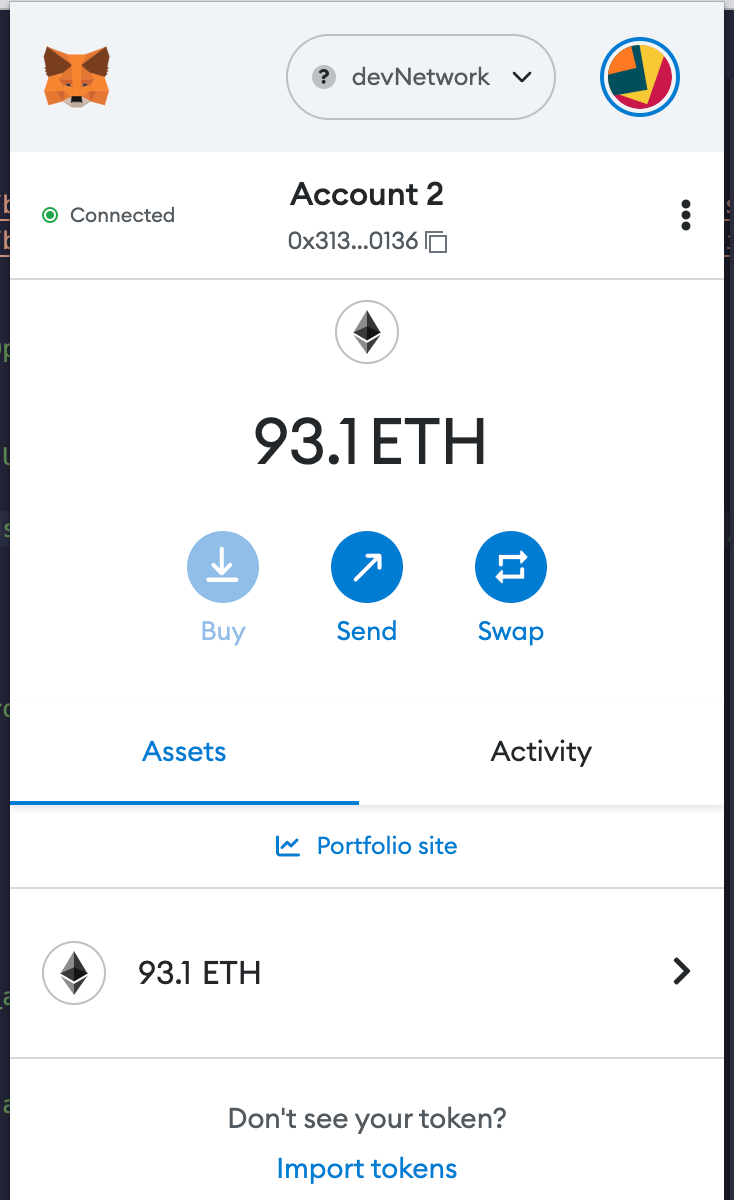 ? devNetwork
Connected
Account 2
0x313...0136
93.1 ETH
Buy
Send
Swap
Assets
Activity
Portfolio site
93.1 ETH
Don't see your token?
Import tokens